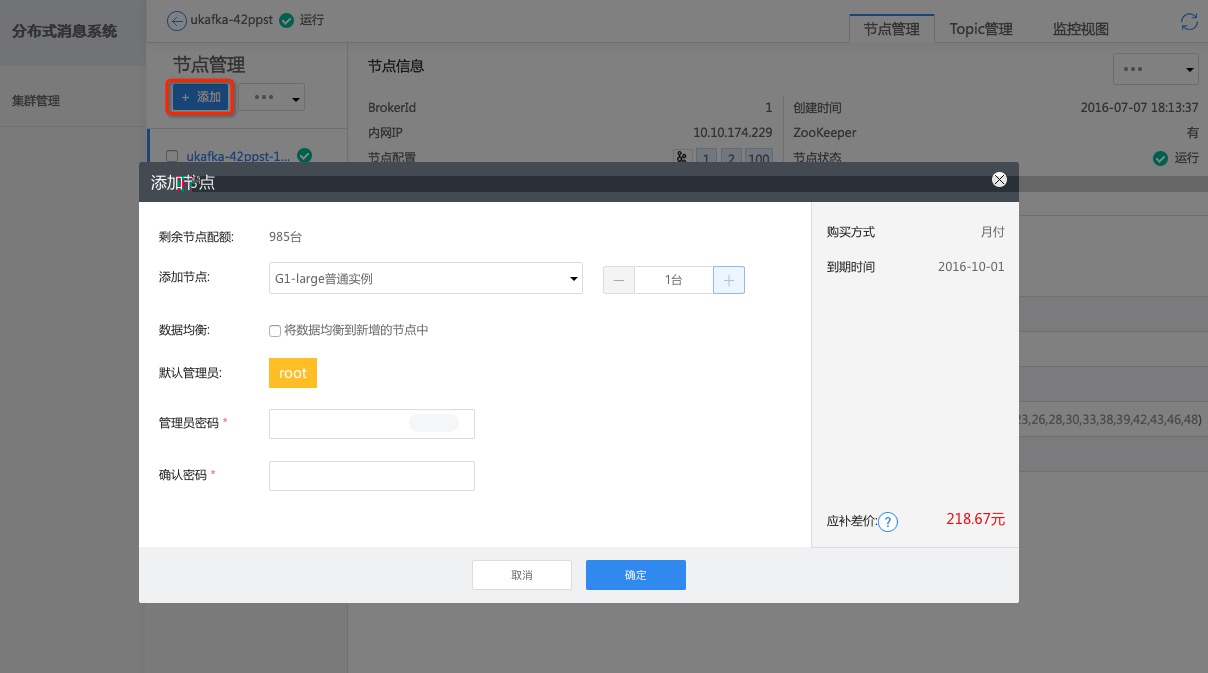 分布式消息系统
ukafka-42ppst 运行
节点管理 Topic管理 监控视图
集群管理
节点管理
+ 添加
ukafka-42ppst-1...
节点信息
BrokerId 1 创建时间 2016-07-07 18:13:37
内网IP 10.10.174.229 ZooKeeper 有
节点配置 1 2 100 节点状态 运行
添加节点
剩余节点配额: 985台
添加节点: G1-large普通实例 1台
数据均衡: 将数据均衡到新增的节点中
默认管理员: root
管理员密码 *
确认密码 *
购买方式 月付
到期时间 2016-10-01
应补差价: ? 218.67元
取消 确定
23,26,28,30,33,38,39,42,43,46,48)